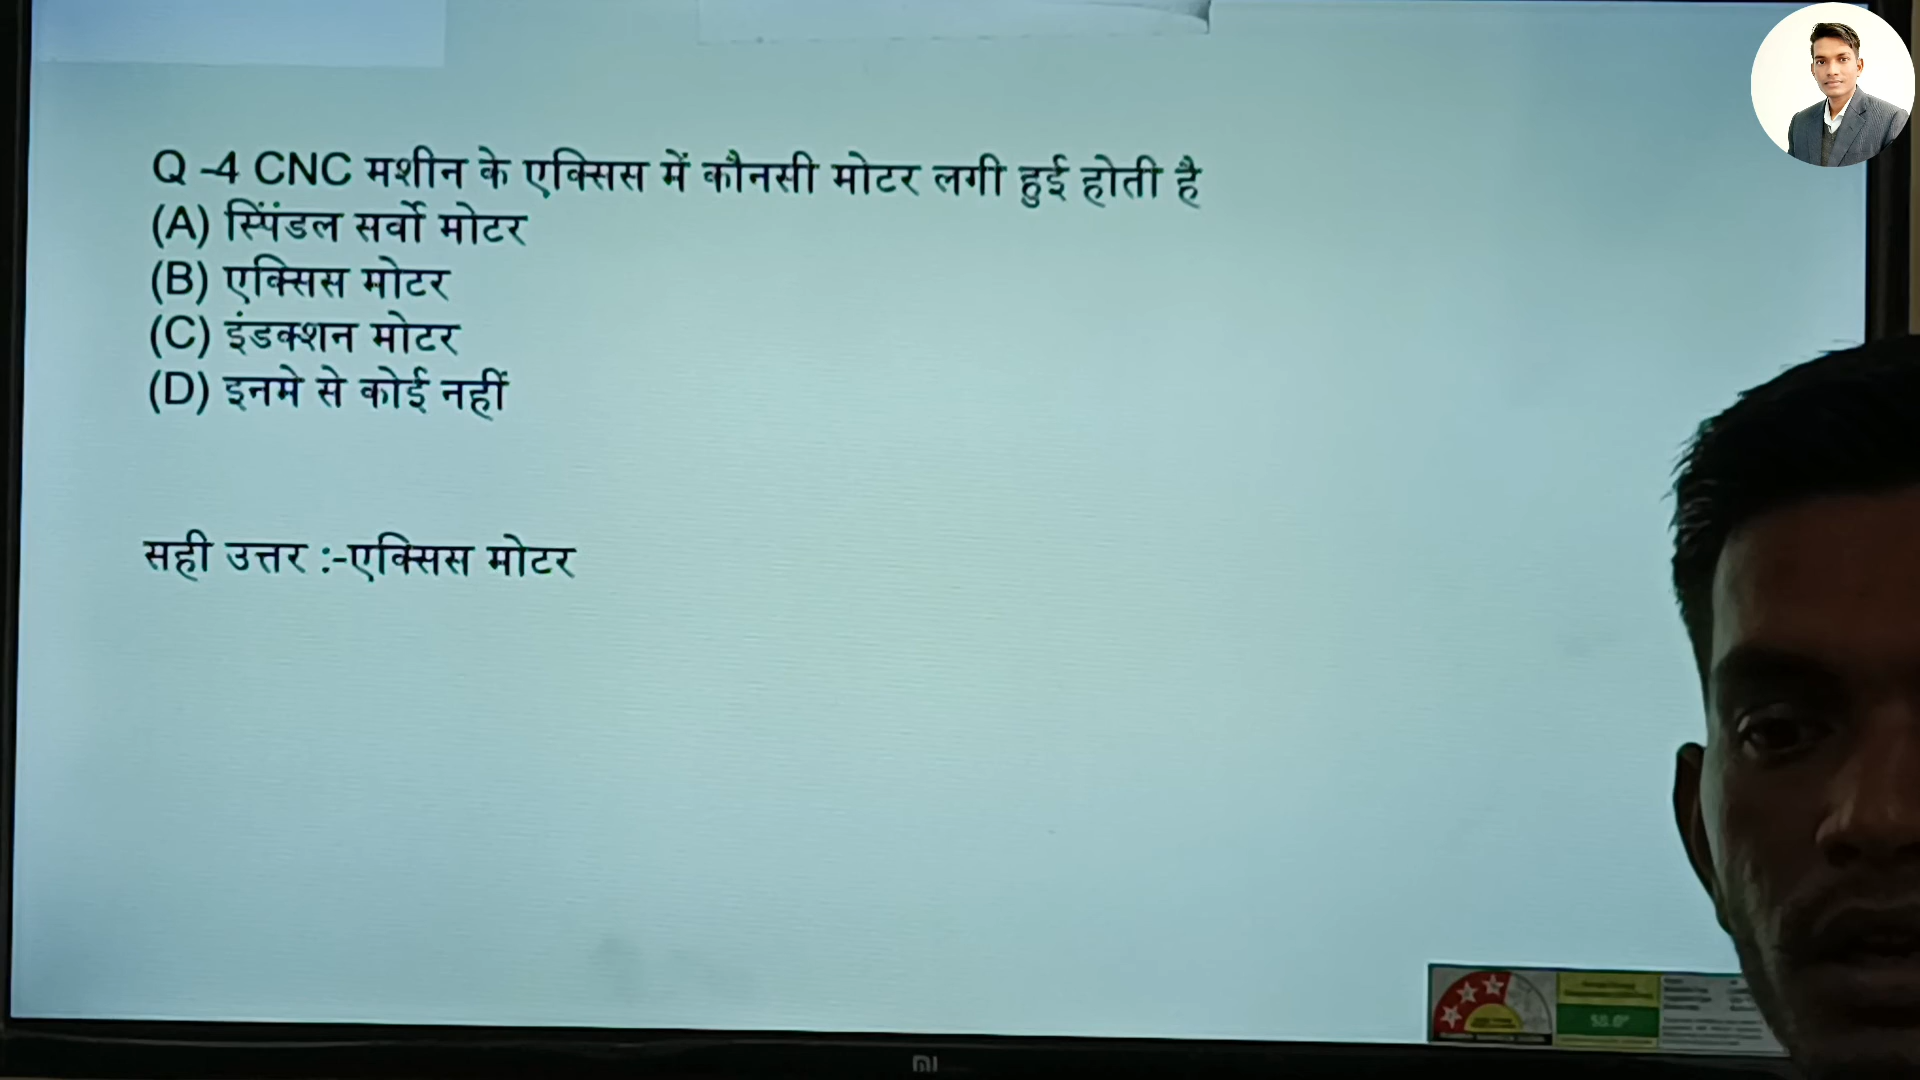 Q -4 CNC मशीन के एक्सिस में कौनसी मोटर लगी हुई होती है
(A) स्पिंडल सर्वो मोटर
(B) एक्सिस मोटर
(C) इंडक्शन मोटर
(D) इनमे से कोई नहीं
सही उत्तर :-एक्सिस मोटर
mi